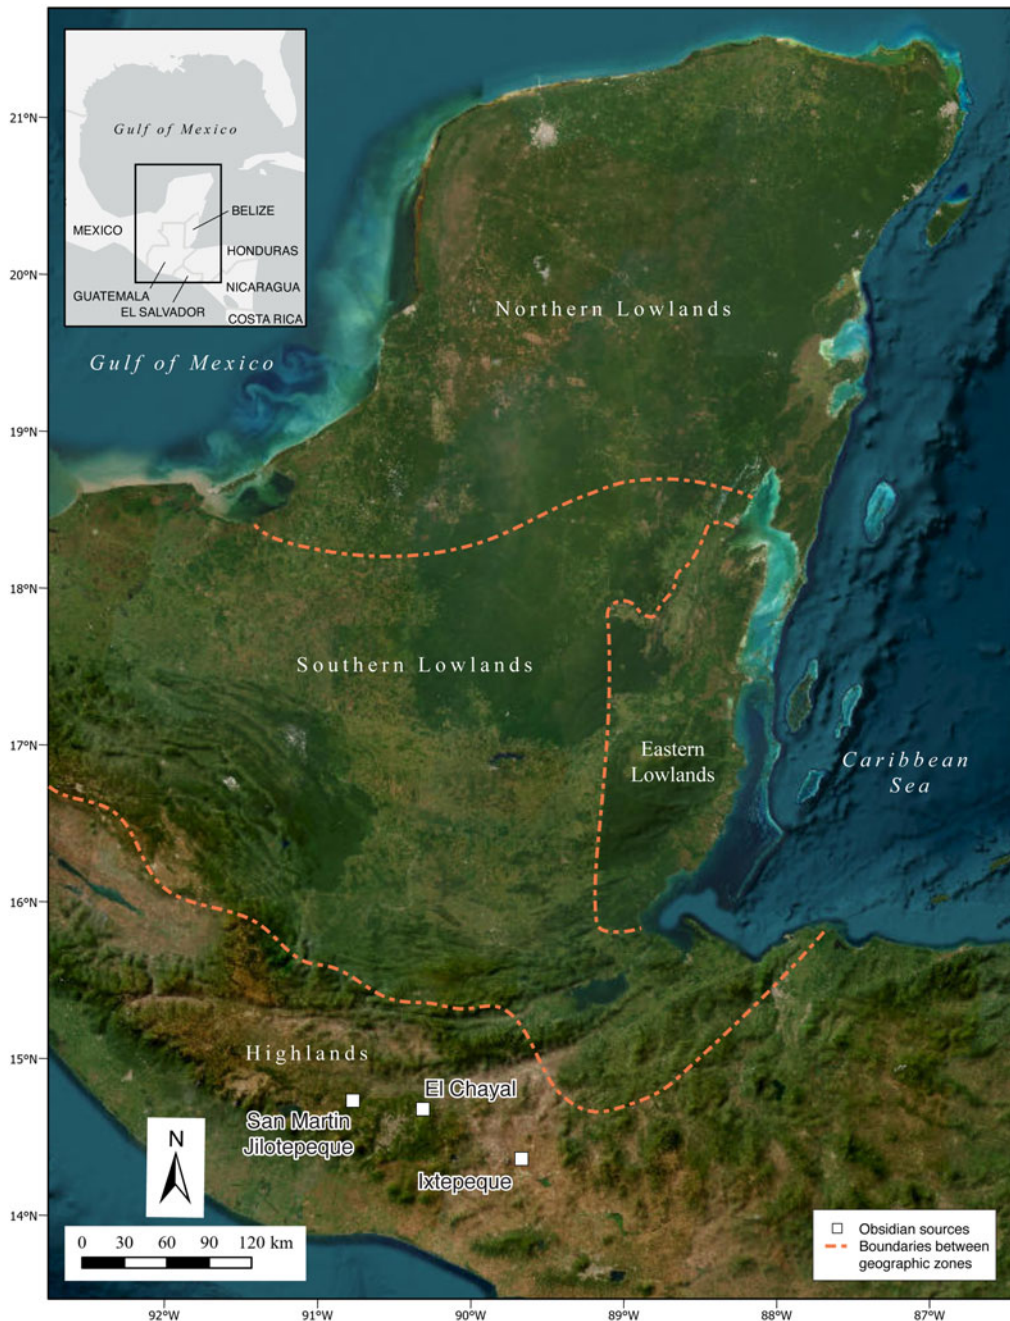 Gulf of Mexico
BELIZE
MEXICO
HONDURAS
GUATEMALA
NICARAGUA
EL SALVADOR
COSTA RICA
21°N
20°N
Northern Lowlands
Gulf of Mexico
19°N
18°N
Southern Lowlands
17°N
Eastern
Lowlands
Caribbean
Sea
16°N
15°N
Highlands
El Chayal
San Martin
Jilotepeque
Ixtepeque
N
14°N
0 30 60 90 120 km
Obsidian sources
Boundaries between
geographic zones
92°W 91°W 90°W 89°W 88°W 87°W